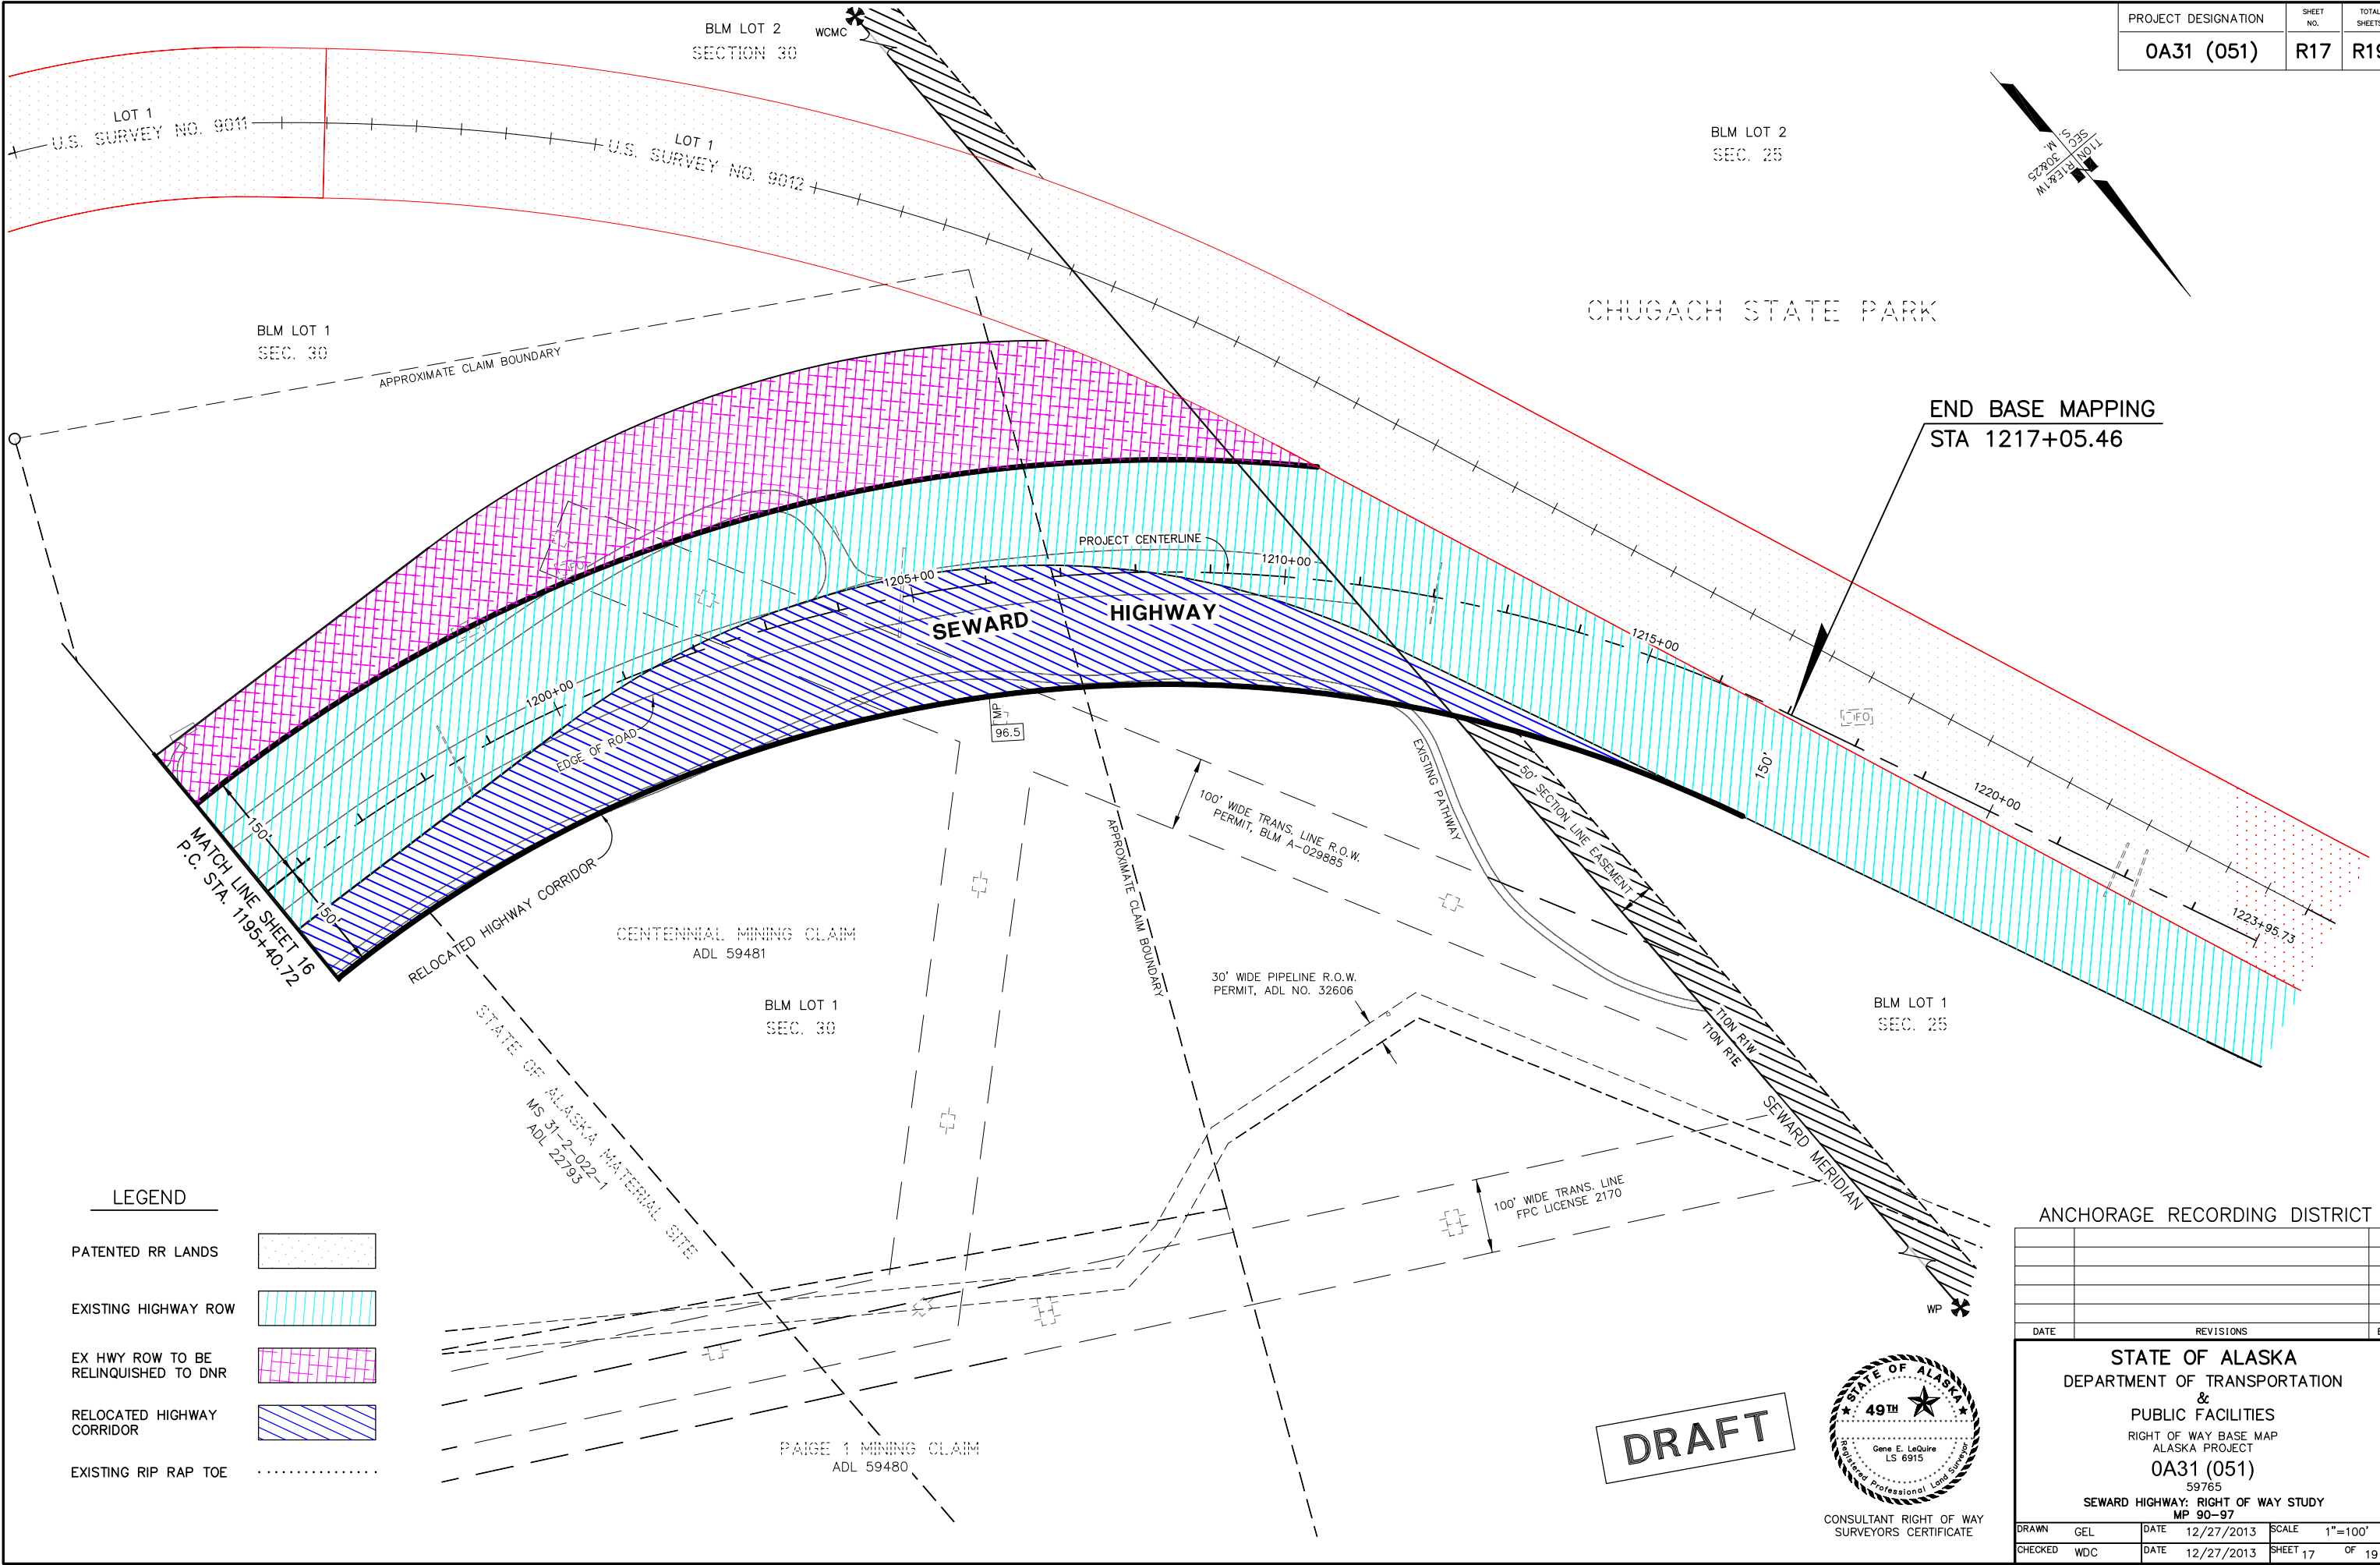 PROJECT DESIGNATION
SHEET NO.
TOTAL SHEETS
0A31 (051)
R17
R19
BLM LOT 2
SECTION 30
WCMC
LOT 1
U.S. SURVEY NO. 9011
LOT 1
U.S. SURVEY NO. 9012
BLM LOT 2
SEC. 25
T10N R1E&1W
SEC 30&25
S. M.
CHUGACH STATE PARK
BLM LOT 1
SEC. 30
APPROXIMATE CLAIM BOUNDARY
END BASE MAPPING
STA 1217+05.46
PROJECT CENTERLINE
1210+00
1205+00
SEWARD HIGHWAY
1215+00
1200+00
EDGE OF ROAD
MP
96.5
FO
150'
1220+00
1223+95.73
150'
150'
MATCH LINE SHEET 16
P.C. STA. 1195+40.72
RELOCATED HIGHWAY CORRIDOR
EXISTING PATHWAY
50' SECTION LINE EASEMENT
100' WIDE TRANS. LINE R.O.W.
PERMIT, BLM A-029885
APPROXIMATE CLAIM BOUNDARY
CENTENNIAL MINING CLAIM
ADL 59481
BLM LOT 1
SEC. 30
30' WIDE PIPELINE R.O.W.
PERMIT, ADL NO. 32606
BLM LOT 1
SEC. 25
T10N R1W
T10N R1E
SEWARD MERIDIAN
STATE OF ALASKA MATERIAL SITE
MS 31-2-022-1
ADL 22793
100' WIDE TRANS. LINE
FPC LICENSE 2170
WP
PAIGE 1 MINING CLAIM
ADL 59480
LEGEND
PATENTED RR LANDS
EXISTING HIGHWAY ROW
EX HWY ROW TO BE
RELINQUISHED TO DNR
RELOCATED HIGHWAY
CORRIDOR
EXISTING RIP RAP TOE
DRAFT
STATE OF ALASKA
49TH
Gene E. LeQuire
LS 6915
Registered Professional Land Surveyor
CONSULTANT RIGHT OF WAY
SURVEYORS CERTIFICATE
ANCHORAGE RECORDING DISTRICT
DATE
REVISIONS
STATE OF ALASKA
DEPARTMENT OF TRANSPORTATION
&
PUBLIC FACILITIES
RIGHT OF WAY BASE MAP
ALASKA PROJECT
0A31 (051)
59765
SEWARD HIGHWAY: RIGHT OF WAY STUDY
MP 90-97
DRAWN GEL DATE 12/27/2013 SCALE 1"=100'
CHECKED WDC DATE 12/27/2013 SHEET 17 OF 19